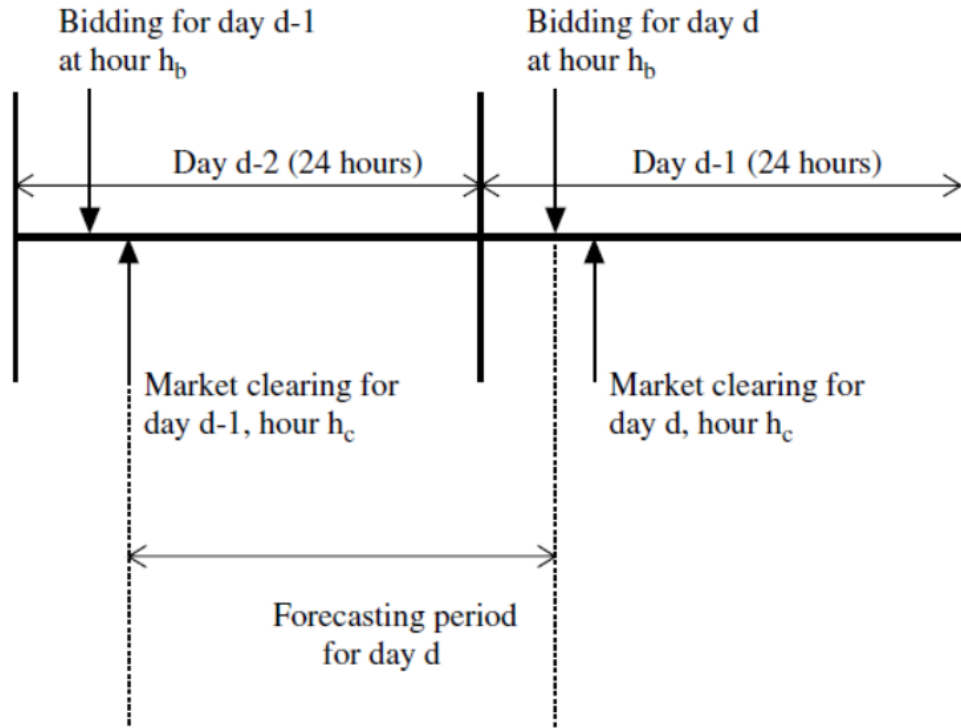 Bidding for day d-1
at hour h_b
Bidding for day d
at hour h_b
Day d-2 (24 hours)
Day d-1 (24 hours)
Market clearing for
day d-1, hour h_c
Market clearing for
day d, hour h_c
Forecasting period
for day d